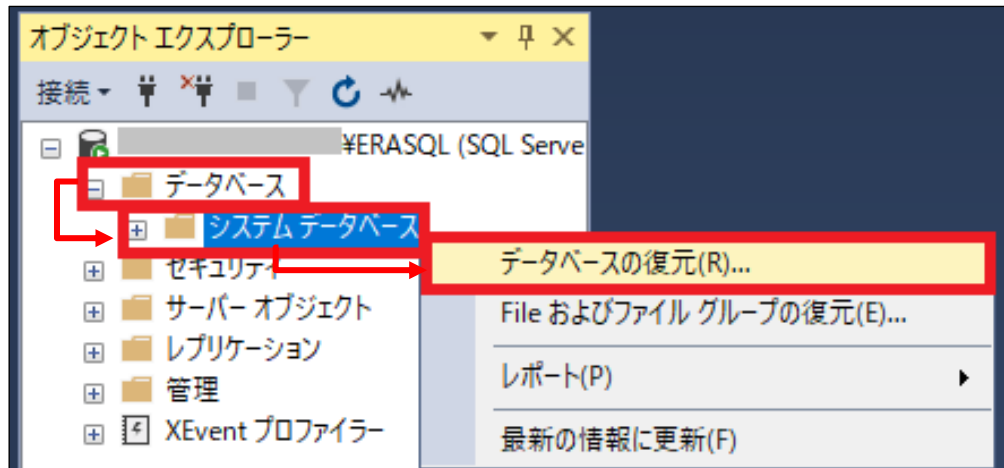 オブジェクト エクスプローラー
接続
¥ERASQL (SQL Serve
データベース
システム データベース
データベースの復元(R)...
セキュリティ
File およびファイル グループの復元(E)...
サーバー オブジェクト
レプリケーション
レポート(P)
管理
XEvent プロファイラー
最新の情報に更新(F)